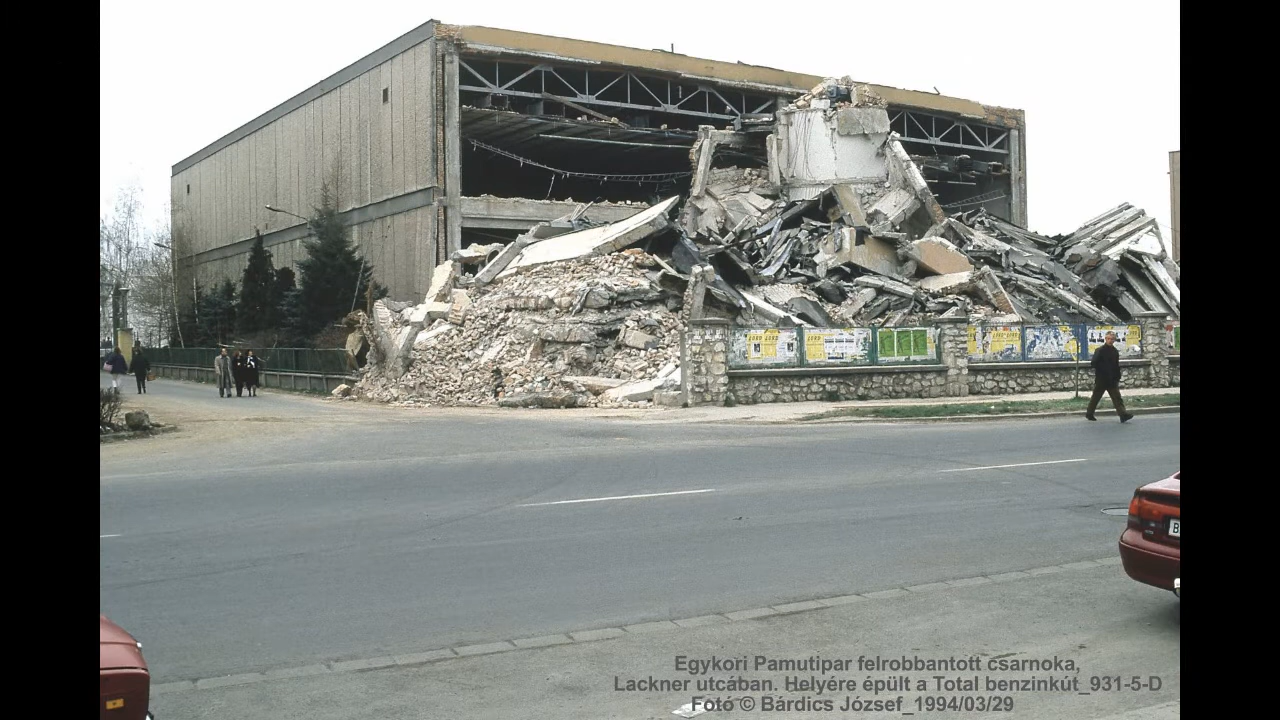 Egykori Pamutipar felrobbantott csarnoka,
Lackner utcában. Helyére épült a Total benzinkút_931-5-D
Fotó © Bárdics József_1994/03/29